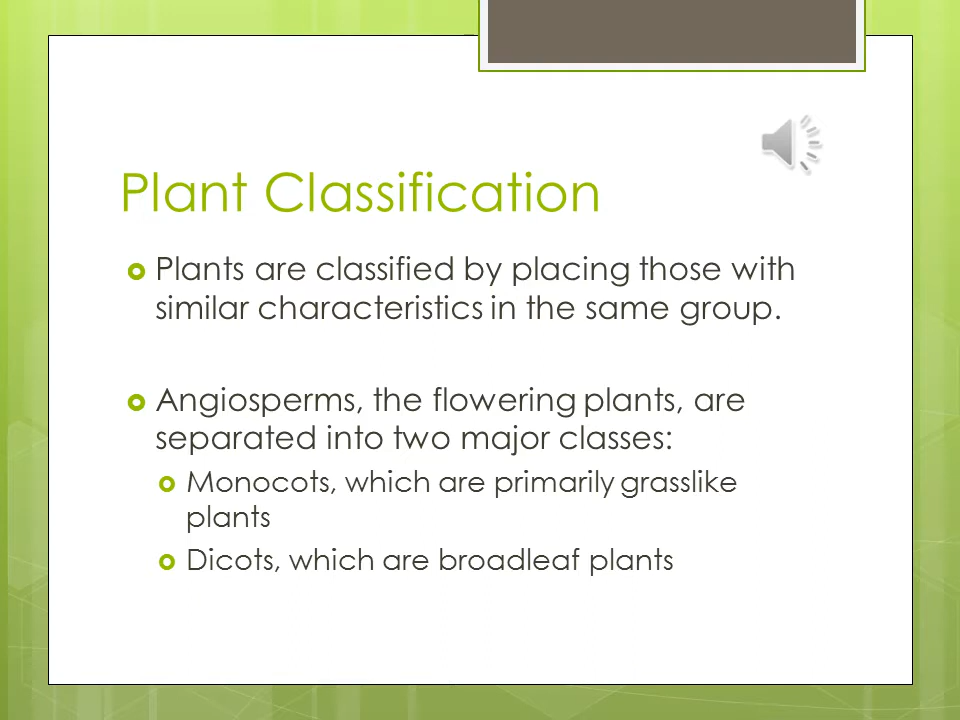 Plant Classification
Plants are classified by placing those with
similar characteristics in the same group.
Angiosperms, the flowering plants, are
separated into two major classes:
Monocots, which are primarily grasslike
plants
Dicots, which are broadleaf plants